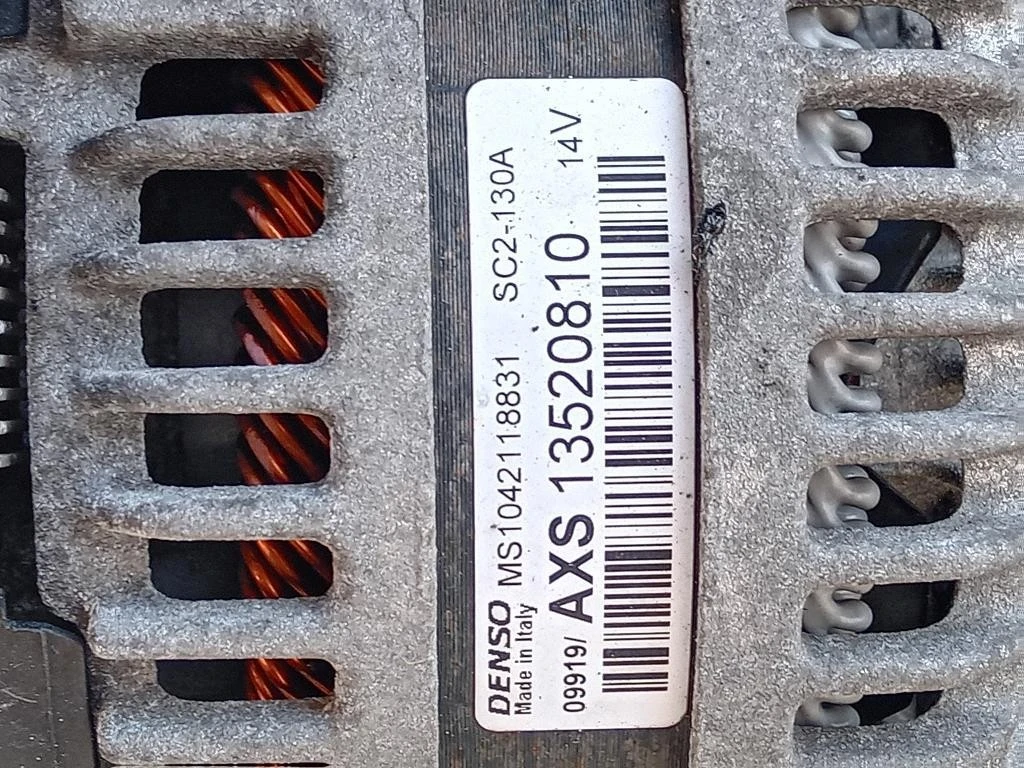 DENSO MS1042118831 SC2-130A
Made in Italy
09919/ AXS 13520810 14V